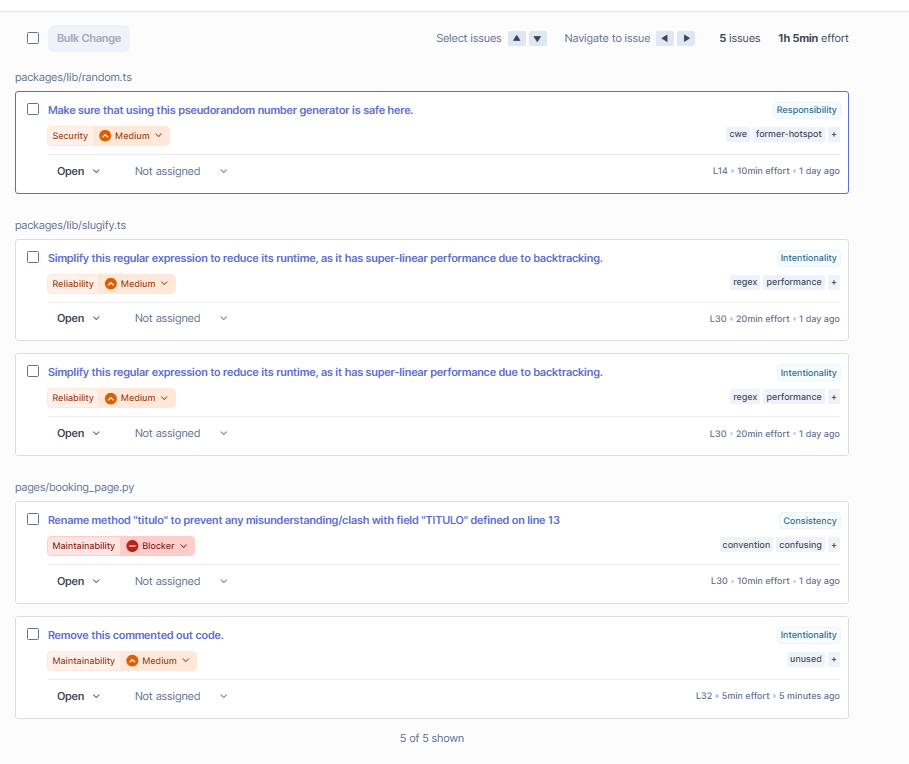 Bulk Change Select issues Navigate to issue 5 issues 1h 5min effort
packages/lib/random.ts
Make sure that using this pseudorandom number generator is safe here. Responsibility
Security Medium cwe former-hotspot +
Open Not assigned L14 • 10min effort • 1 day ago
packages/lib/slugify.ts
Simplify this regular expression to reduce its runtime, as it has super-linear performance due to backtracking. Intentionality
Reliability Medium regex performance +
Open Not assigned L30 • 20min effort • 1 day ago
Simplify this regular expression to reduce its runtime, as it has super-linear performance due to backtracking. Intentionality
Reliability Medium regex performance +
Open Not assigned L30 • 20min effort • 1 day ago
pages/booking_page.py
Rename method "titulo" to prevent any misunderstanding/clash with field "TITULO" defined on line 13 Consistency
Maintainability Blocker convention confusing +
Open Not assigned L30 • 10min effort • 1 day ago
Remove this commented out code. Intentionality
Maintainability Medium unused +
Open Not assigned L32 • 5min effort • 5 minutes ago
5 of 5 shown